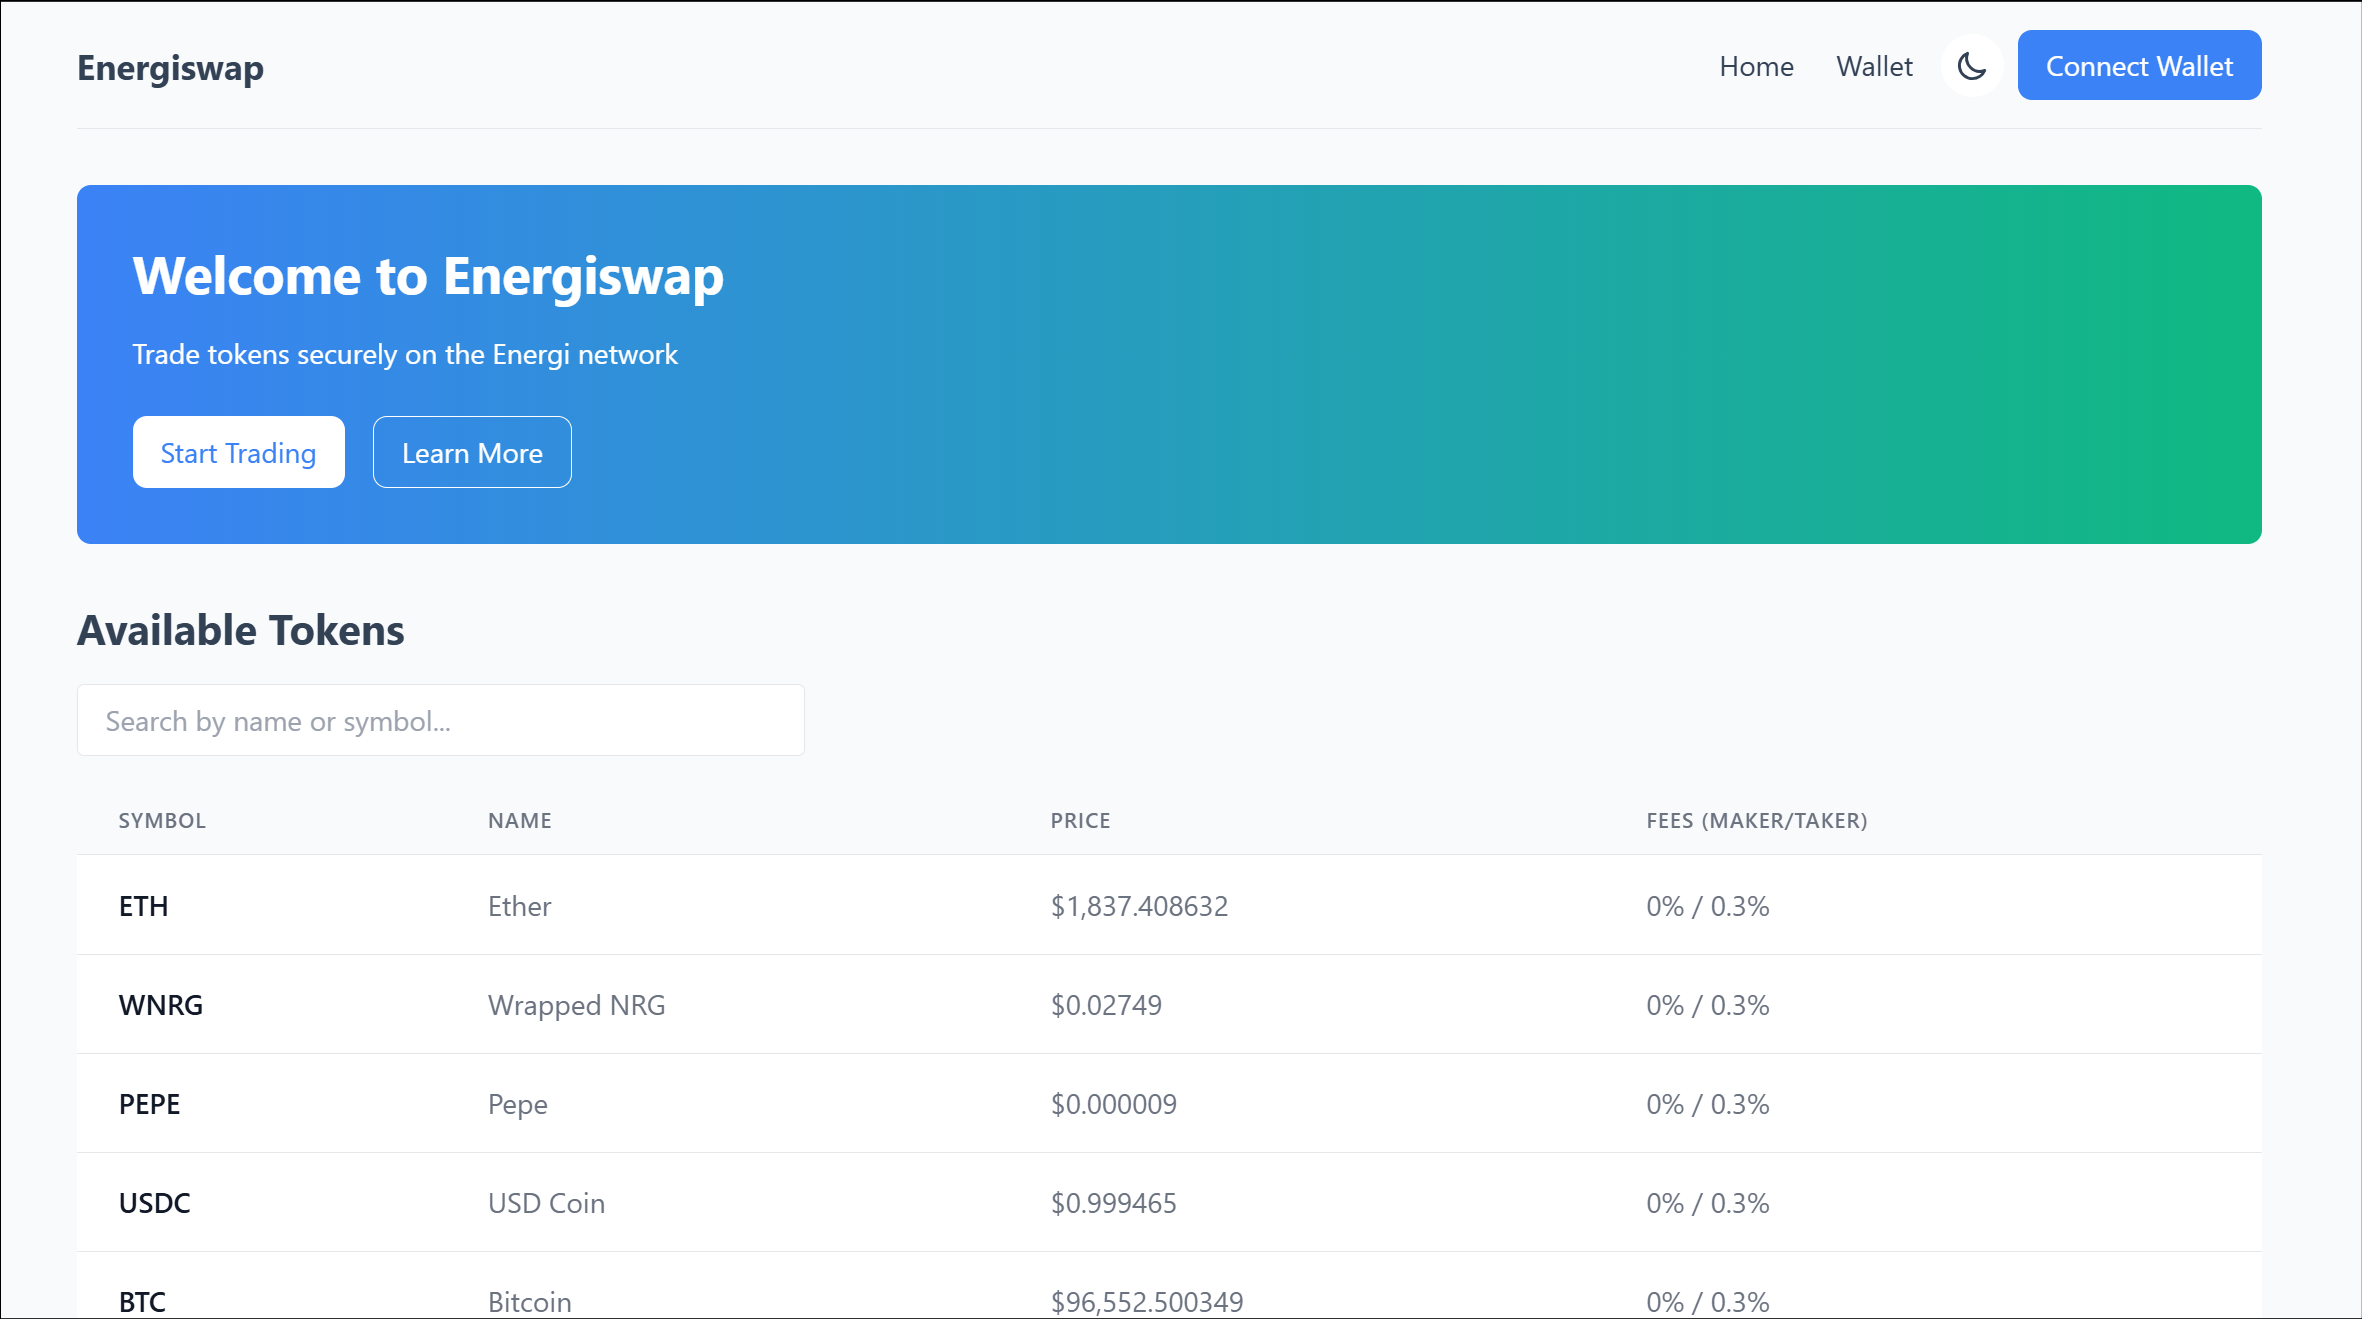 Energiswap
Home Wallet Connect Wallet
Welcome to Energiswap
Trade tokens securely on the Energi network
Start Trading Learn More
Available Tokens
Search by name or symbol...
SYMBOL NAME PRICE FEES (MAKER/TAKER)
ETH Ether $1,837.408632 0% / 0.3%
WNRG Wrapped NRG $0.02749 0% / 0.3%
PEPE Pepe $0.000009 0% / 0.3%
USDC USD Coin $0.999465 0% / 0.3%
BTC Bitcoin $96,552.500349 0% / 0.3%